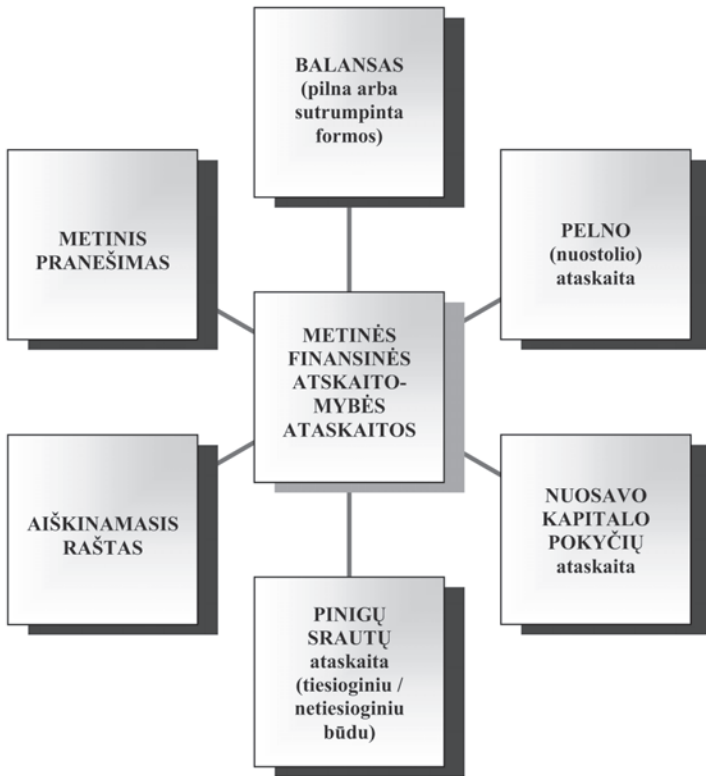 BALANSAS
(pilna arba
sutrumpinta
formos)
METINIS
PRANEŠIMAS
PELNO
(nuostolio)
ataskaita
METINĖS
FINANSINĖS
ATSKAITO-
MYBĖS
ATASKAITOS
AIŠKINAMASIS
RAŠTAS
NUOSAVO
KAPITALO
POKYČIŲ
ataskaita
PINIGŲ
SRAUTŲ
ataskaita
(tiesioginiu /
netiesioginiu
būdu)